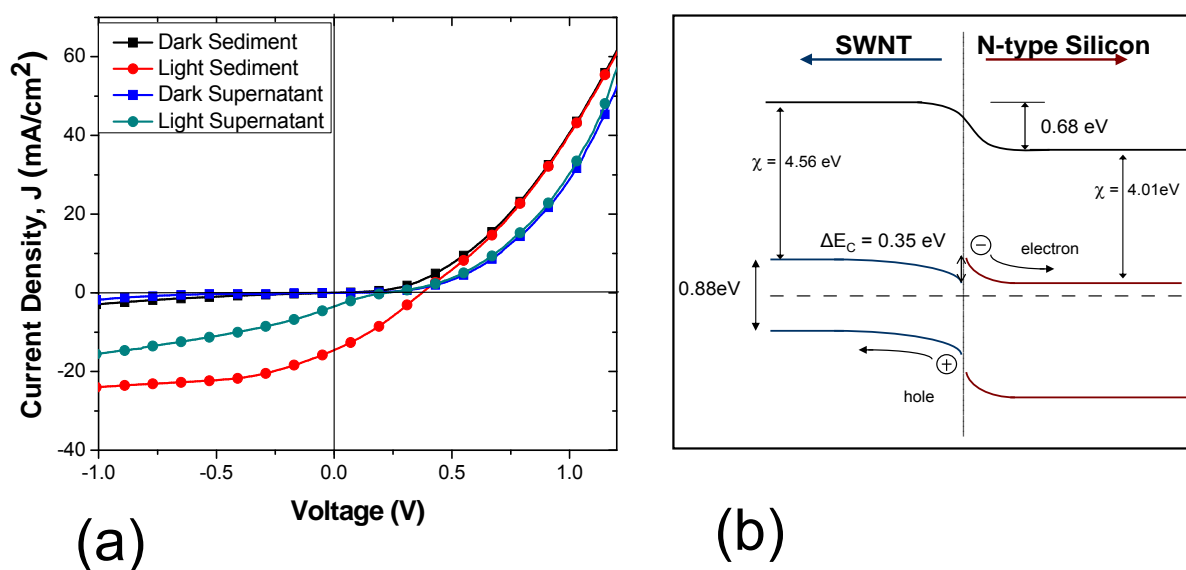 Dark Sediment
Light Sediment
Dark Supernatant
Light Supernatant
Current Density, J (mA/cm²)
60
40
20
0
-20
-40
-1.0
-0.5
0.0
0.5
1.0
Voltage (V)
(a)
SWNT
N-type Silicon
0.68 eV
χ = 4.56 eV
χ = 4.01eV
ΔE_C = 0.35 eV
−
electron
0.88eV
+
hole
(b)